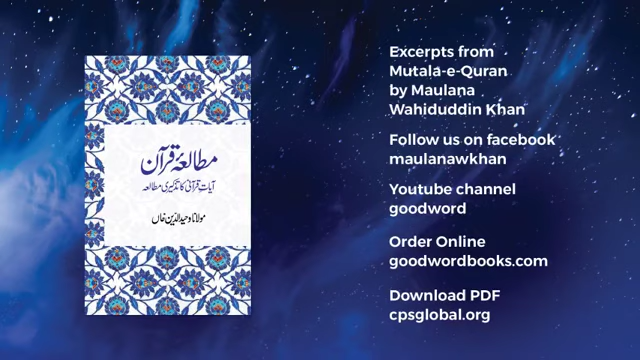 مطالعۂ قرآن
آیاتِ قرآنی کا تذکیری مطالعہ
مولانا وحید الدین خاں
Excerpts from
Mutala-e-Quran
by Maulana
Wahiduddin Khan
Follow us on facebook
maulanawkhan
Youtube channel
goodword
Order Online
goodwordbooks.com
Download PDF
cpsglobal.org